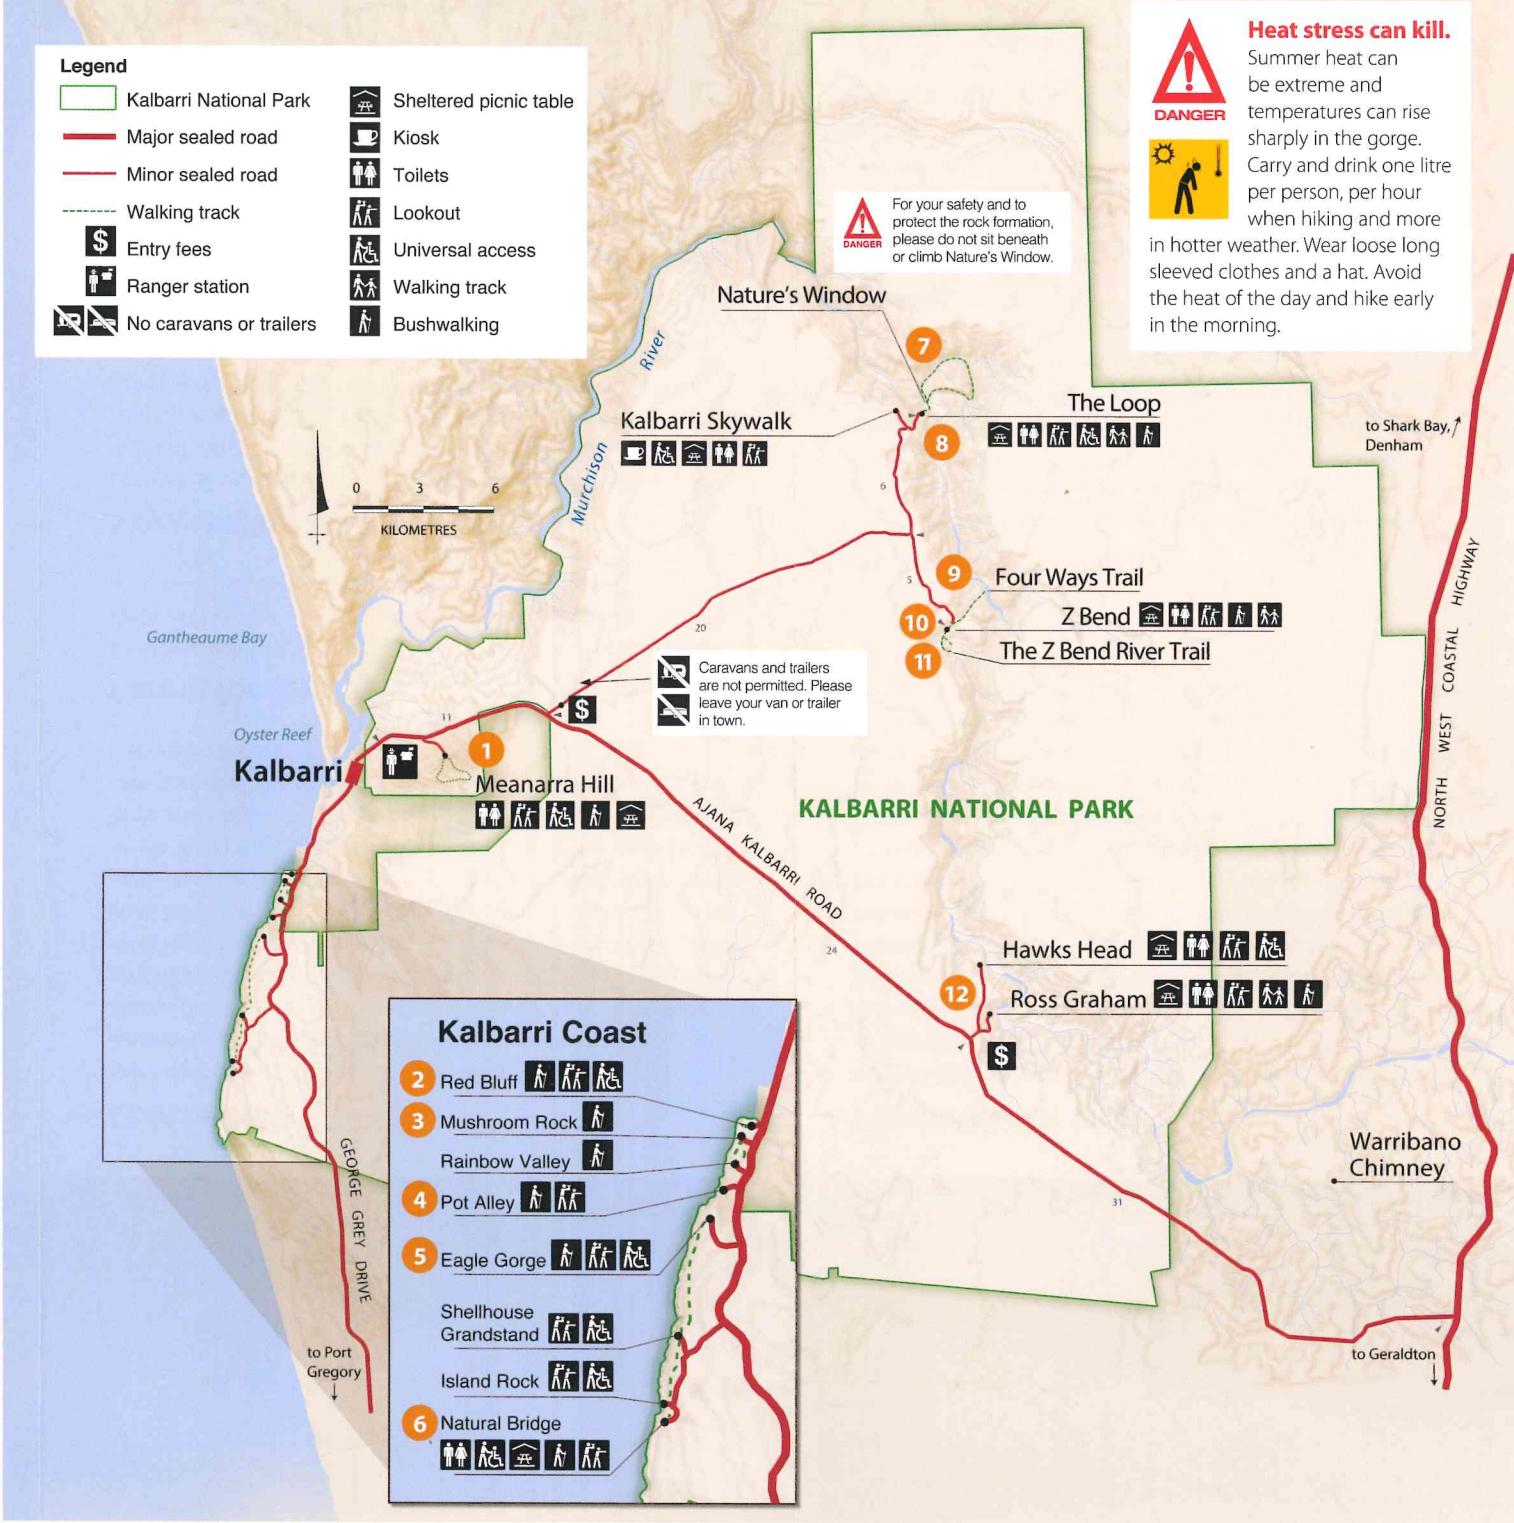 Legend
Kalbarri National Park
Major sealed road
Minor sealed road
Walking track
$ Entry fees
Ranger station
No caravans or trailers
Sheltered picnic table
Kiosk
Toilets
Lookout
Universal access
Walking track
Bushwalking
DANGER
Heat stress can kill.
Summer heat can
be extreme and
temperatures can rise
sharply in the gorge.
Carry and drink one litre
per person, per hour
when hiking and more
in hotter weather. Wear loose long
sleeved clothes and a hat. Avoid
the heat of the day and hike early
in the morning.
DANGER
For your safety and to
protect the rock formation,
please do not sit beneath
or climb Nature's Window.
Nature's Window
7
River
Murchison
Kalbarri Skywalk
The Loop
8
to Shark Bay,
Denham
0 3 6
KILOMETRES
6
5
9
Four Ways Trail
10
Z Bend
11
The Z Bend River Trail
NORTH WEST COASTAL HIGHWAY
Gantheaume Bay
20
Caravans and trailers
are not permitted. Please
leave your van or trailer
in town.
$
11
Oyster Reef
Kalbarri
1
Meanarra Hill
KALBARRI NATIONAL PARK
AJANA KALBARRI ROAD
24
Hawks Head
12
Ross Graham
$
Warribano
Chimney
31
to Geraldton
GEORGE GREY DRIVE
to Port
Gregory
Kalbarri Coast
2 Red Bluff
3 Mushroom Rock
Rainbow Valley
4 Pot Alley
5 Eagle Gorge
Shellhouse
Grandstand
Island Rock
6 Natural Bridge